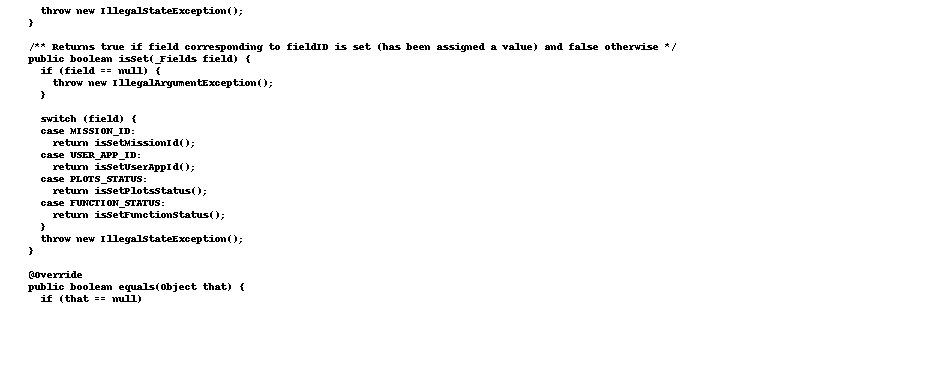 throw new IllegalStateException();
}
/** Returns true if field corresponding to fieldID is set (has been assigned a value) and false otherwise */
public boolean isSet(_Fields field) {
if (field == null) {
throw new IllegalArgumentException();
}
switch (field) {
case MISSION_ID:
return isSetMissionId();
case USER_APP_ID:
return isSetUserAppId();
case PLOTS_STATUS:
return isSetPlotsStatus();
case FUNCTION_STATUS:
return isSetFunctionStatus();
}
throw new IllegalStateException();
}
@Override
public boolean equals(Object that) {
if (that == null)